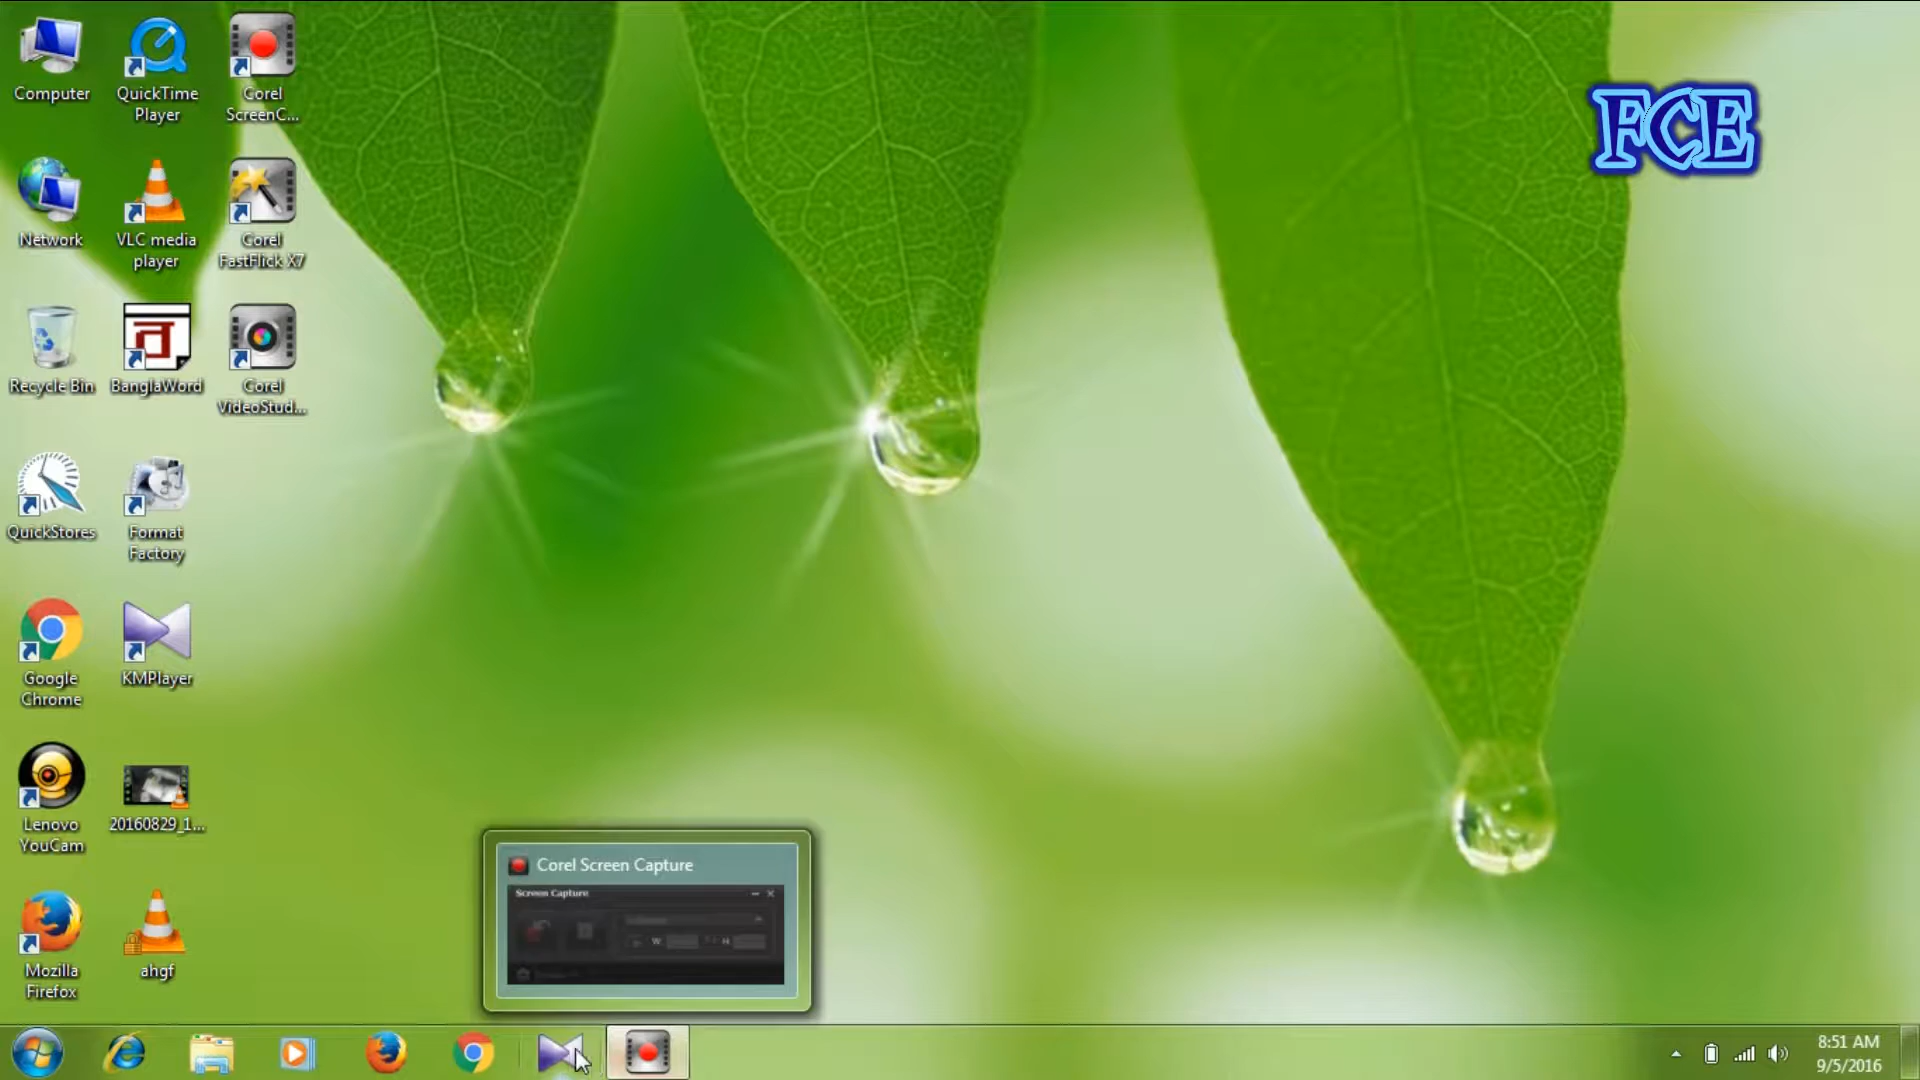 Computer
QuickTime
Player
Corel
ScreenC...
FCE
Network
VLC media
player
Corel
FastFlick X7
Recycle Bin
BanglaWord
Corel
VideoStud...
QuickStores
Format
Factory
Google
Chrome
KMPlayer
Lenovo
YouCam
20160829_1...
Mozilla
Firefox
ahgf
Corel Screen Capture
Screen Capture
W
H
8:51 AM
9/5/2016